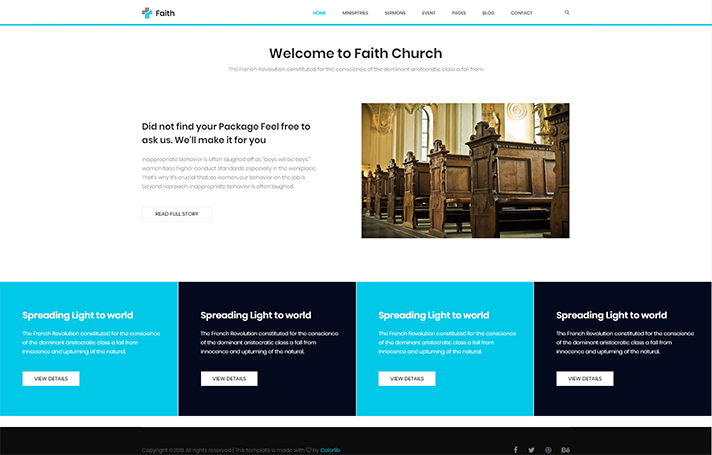 Faith
HOME MINISRTRIES SERMONS EVENT PAGES BLOG CONTACT
Welcome to Faith Church
The French Revolution constituted for the conscience of the dominant aristocratic class a fall from
Did not find your Package Feel free to
ask us. We'll make it for you
inappropriate behavior is often laughed off as "boys will be boys,"
women face higher conduct standards especially in the workplace.
That's why it's crucial that, as women, our behavior on the job is
beyond reproach. inappropriate behavior is often laughed.
READ FULL STORY
Spreading Light to world
The French Revolution constituted for the conscience
of the dominant aristocratic class a fall from
innocence and upturning of the natural.
VIEW DETAILS
Spreading Light to world
The French Revolution constituted for the conscience
of the dominant aristocratic class a fall from
innocence and upturning of the natural.
VIEW DETAILS
Spreading Light to world
The French Revolution constituted for the conscience
of the dominant aristocratic class a fall from
innocence and upturning of the natural.
VIEW DETAILS
Spreading Light to world
The French Revolution constituted for the conscience
of the dominant aristocratic class a fall from
innocence and upturning of the natural.
VIEW DETAILS
Copyright ©2018 All rights reserved | This template is made with ♡ by Colorlib